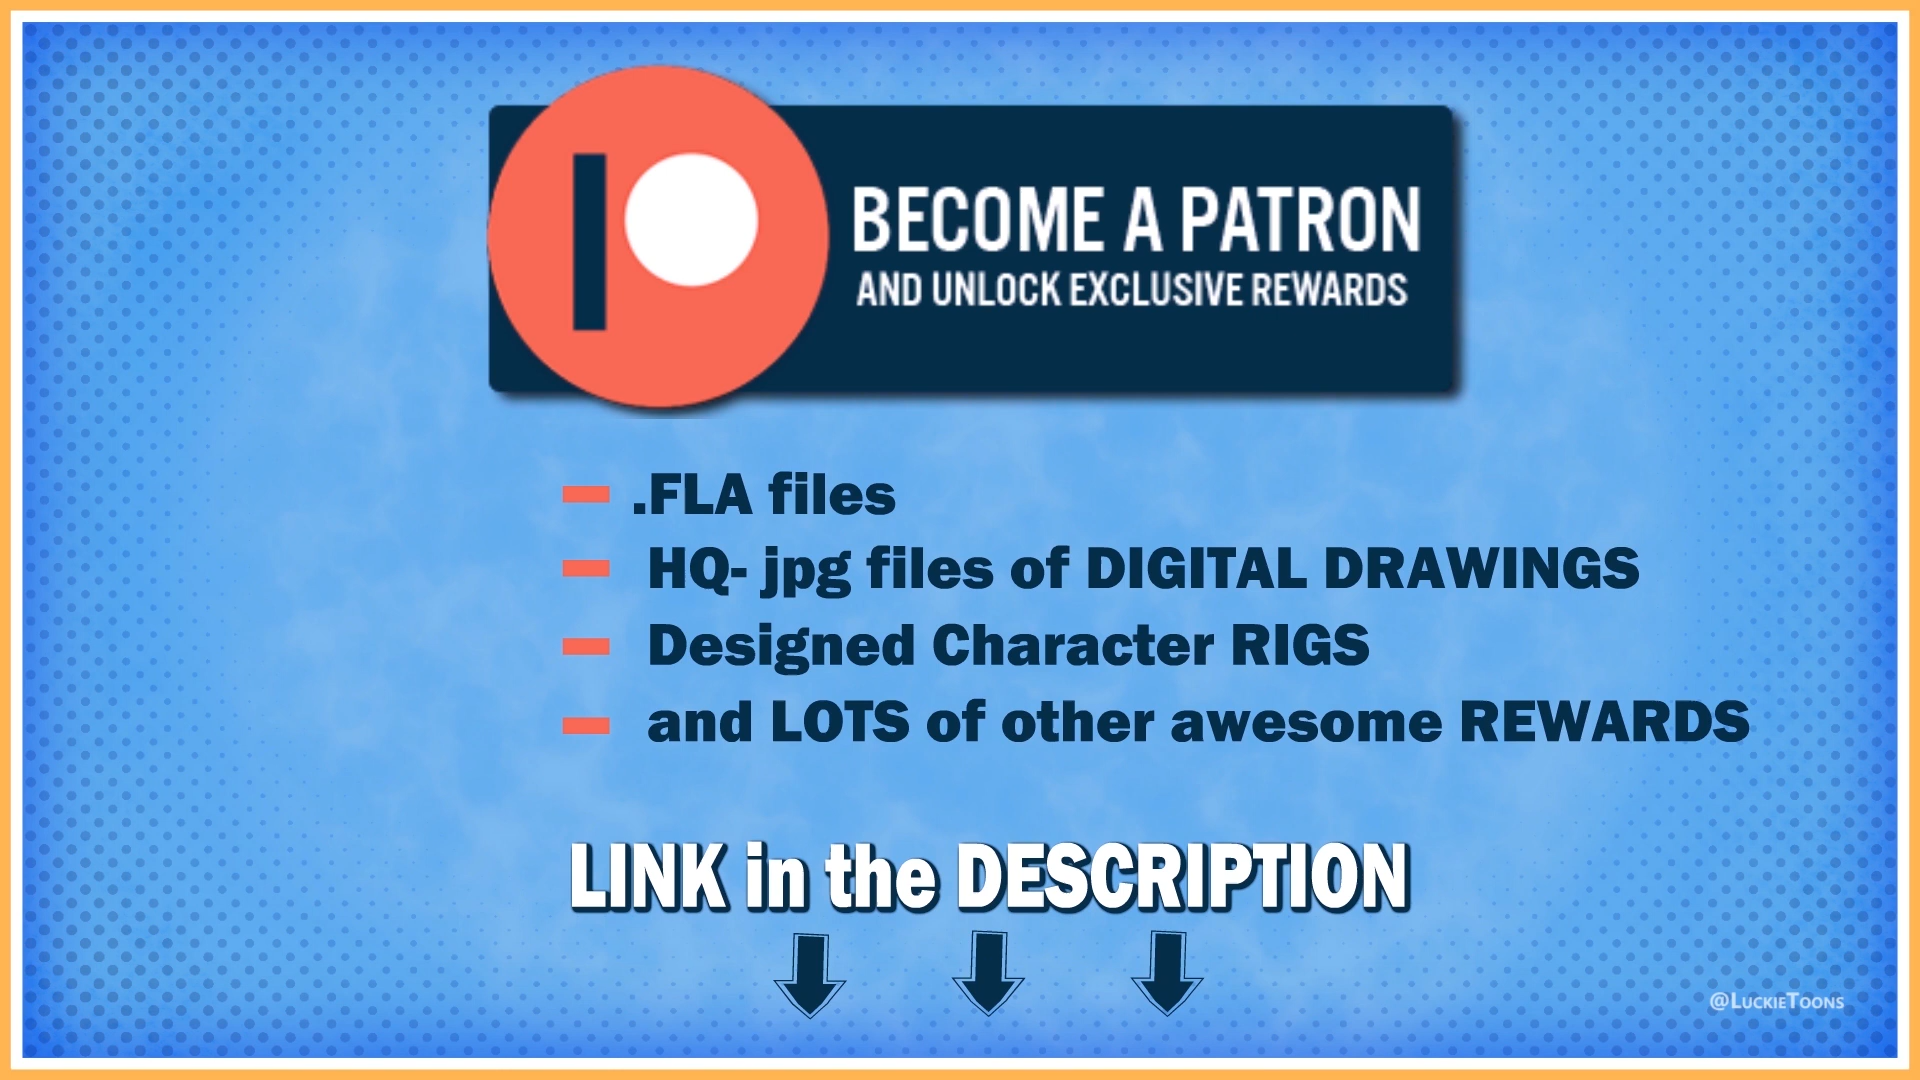 BECOME A PATRON
AND UNLOCK EXCLUSIVE REWARDS
.FLA files
HQ- jpg files of DIGITAL DRAWINGS
Designed Character RIGS
and LOTS of other awesome REWARDS
LINK in the DESCRIPTION
@LuckieToons